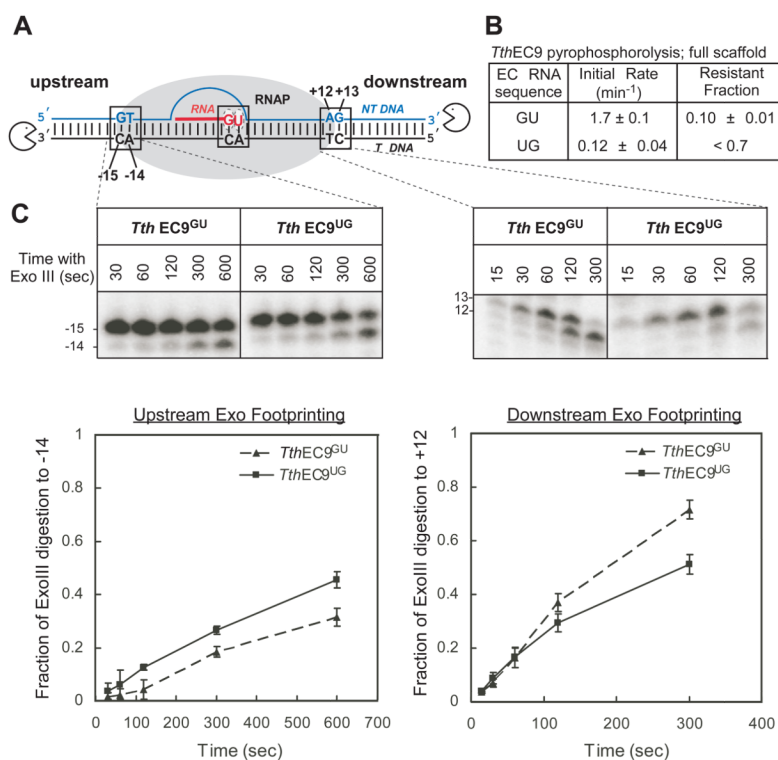 A
upstream
downstream
+12 +13
RNAP
RNA
NT DNA
5′ GT GU AG 3′
3′ CA CA TC 5′
T DNA
-15 -14
B
TthEC9 pyrophosphorolysis; full scaffold
EC RNA sequence Initial Rate (min-1) Resistant Fraction
GU 1.7 ± 0.1 0.10 ± 0.01
UG 0.12 ± 0.04 < 0.7
C
Tth EC9GU Tth EC9UG
Time with Exo III (sec)
30 60 120 300 600 30 60 120 300 600
-15
-14
Tth EC9GU Tth EC9UG
15 30 60 120 300 15 30 60 120 300
13
12
Upstream Exo Footprinting
TthEC9GU
TthEC9UG
Fraction of ExoIII digestion to -14
1
0.8
0.6
0.4
0.2
0
0 100 200 300 400 500 600 700
Time (sec)
Downstream Exo Footprinting
TthEC9GU
TthEC9UG
Fraction of ExoIII digestion to +12
1
0.8
0.6
0.4
0.2
0
0 100 200 300 400
Time (sec)